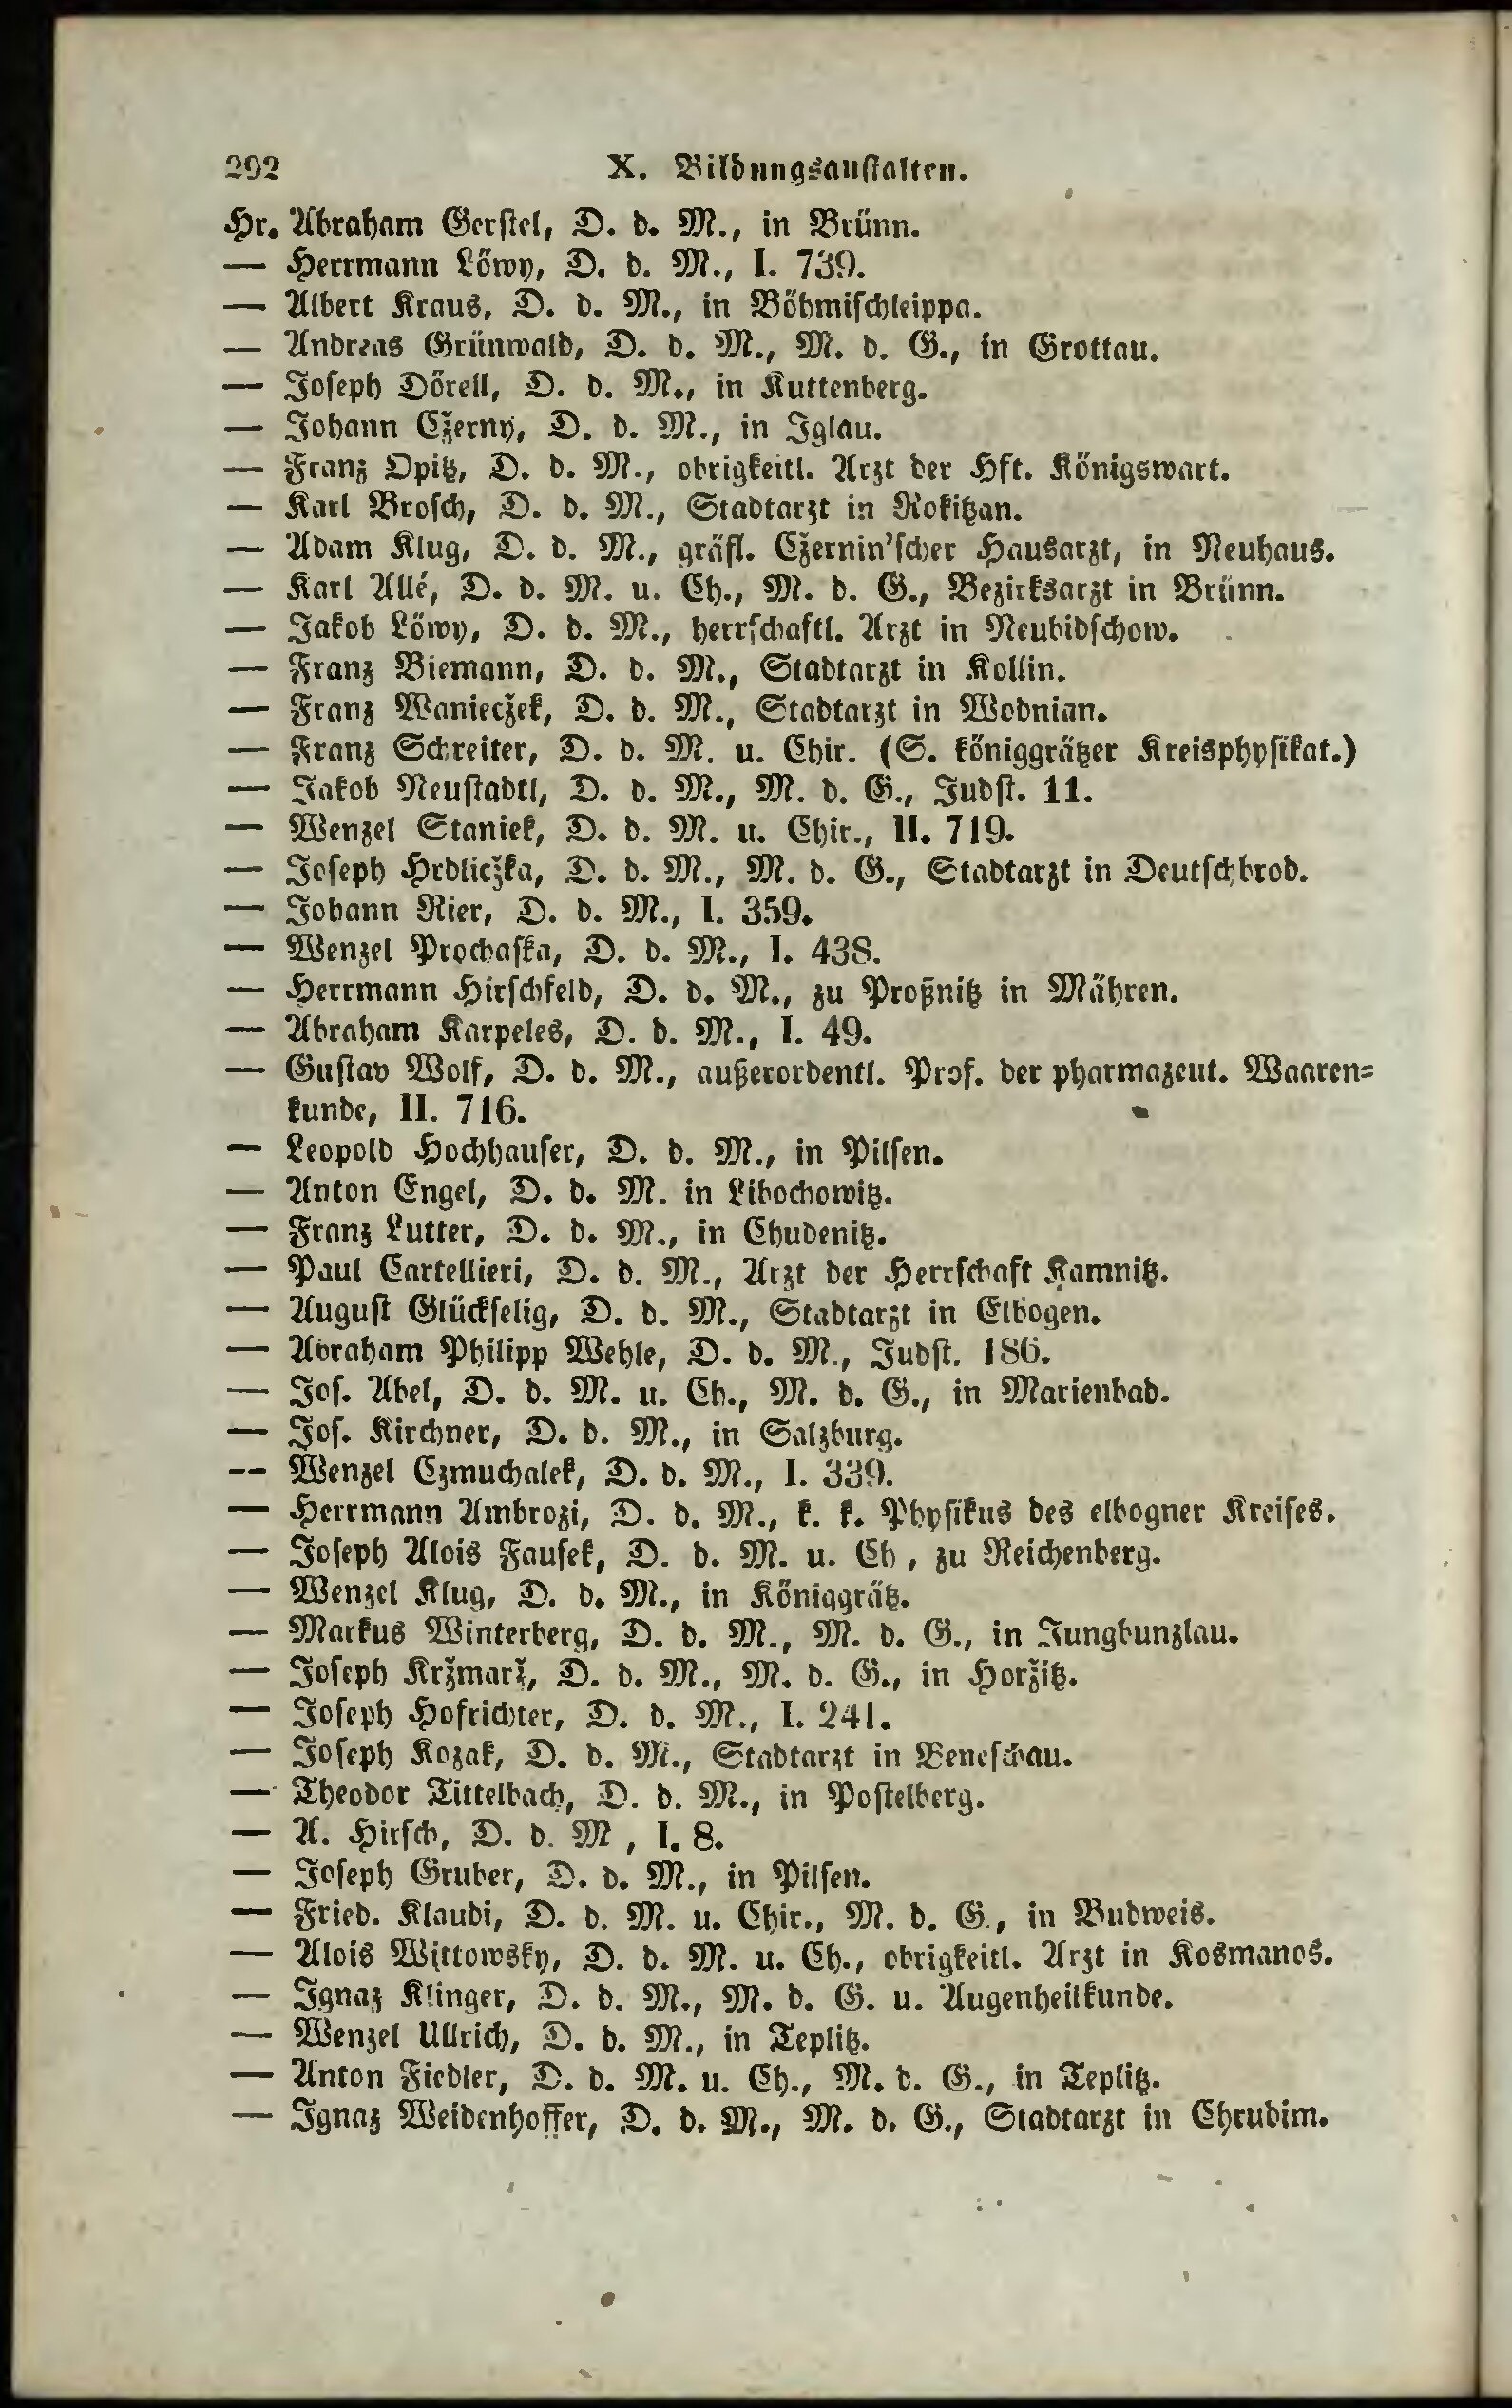 292 X. Bildungsanstalten.
Hr. Abraham Gerstel, D. d. M., in Brünn.
— Herrmann Löwy, D. d. M., I. 739.
— Albert Kraus, D. d. M., in Böhmischleippa.
— Andreas Grünwald, D. d. M., M. d. G., in Grottau.
— Joseph Dörell, D. d. M., in Kuttenberg.
— Johann Cžerny, D. d. M., in Iglau.
— Franz Opitz, D. d. M., obrigkeitl. Arzt der Hft. Königswart.
— Karl Brosch, D. d. M., Stadtarzt in Rokitzan.
— Adam Klug, D. d. M., gräfl. Cžernin'scher Hausarzt, in Neuhaus.
— Karl Allé, D. d. M. u. Ch., M. d. G., Bezirksarzt in Brünn.
— Jakob Löwy, D. d. M., herrschaftl. Arzt in Neubidschow.
— Franz Biemann, D. d. M., Stadtarzt in Kollin.
— Franz Waniecžek, D. d. M., Stadtarzt in Wodnian.
— Franz Schreiter, D. d. M. u. Chir. (S. königgrätzer Kreisphysikat.)
— Jakob Neustadtl, D. d. M., M. d. G., Judst. 11.
— Wenzel Staniek, D. d. M. u. Chir., II. 719.
— Joseph Hrdlicžka, D. d. M., M. d. G., Stadtarzt in Deutschbrod.
— Johann Rier, D. d. M., I. 359.
— Wenzel Prochaska, D. d. M., I. 438.
— Herrmann Hirschfeld, D. d. M., zu Proßnitz in Mähren.
— Abraham Karpeles, D. d. M., I. 49.
— Gustav Wolf, D. d. M., außerordentl. Prof. der pharmazeut. Waaren-
kunde, II. 716.
— Leopold Hochhauser, D. d. M., in Pilsen.
— Anton Engel, D. d. M. in Libochowitz.
— Franz Lutter, D. d. M., in Chudenitz.
— Paul Cartellieri, D. d. M., Arzt der Herrschaft Kamnitz.
— August Glückselig, D. d. M., Stadtarzt in Elbogen.
— Abraham Philipp Wehle, D. d. M., Judst. 186.
— Jos. Abel, D. d. M. u. Ch., M. d. G., in Marienbad.
— Jos. Kirchner, D. d. M., in Salzburg.
-- Wenzel Czmuchalek, D. d. M., I. 339.
— Herrmann Ambrozi, D. d. M., k. k. Physikus des elbogner Kreises.
— Joseph Alois Fausek, D. d. M. u. Ch, zu Reichenberg.
— Wenzel Klug, D. d. M., in Königgrätz.
— Markus Winterberg, D. d. M., M. d. G., in Jungbunzlau.
— Joseph Kržmarž, D. d. M., M. d. G., in Horžitz.
— Joseph Hofrichter, D. d. M., I. 241.
— Joseph Kozak, D. d. M., Stadtarzt in Beneschau.
— Theodor Tittelbach, D. d. M., in Postelberg.
— A. Hirsch, D. d. M , I. 8.
— Joseph Gruber, D. d. M., in Pilsen.
— Fried. Klaudi, D. d. M. u. Chir., M. d. G., in Budweis.
— Alois Wittowsky, D. d. M. u. Ch., obrigkeitl. Arzt in Kosmanos.
— Ignaz Klinger, D. d. M., M. d. G. u. Augenheilkunde.
— Wenzel Ullrich, D. d. M., in Teplitz.
— Anton Fiedler, D. d. M. u. Ch., M. d. G., in Teplitz.
— Ignaz Weidenhoffer, D. d. M., M. d. G., Stadtarzt in Chrudim.